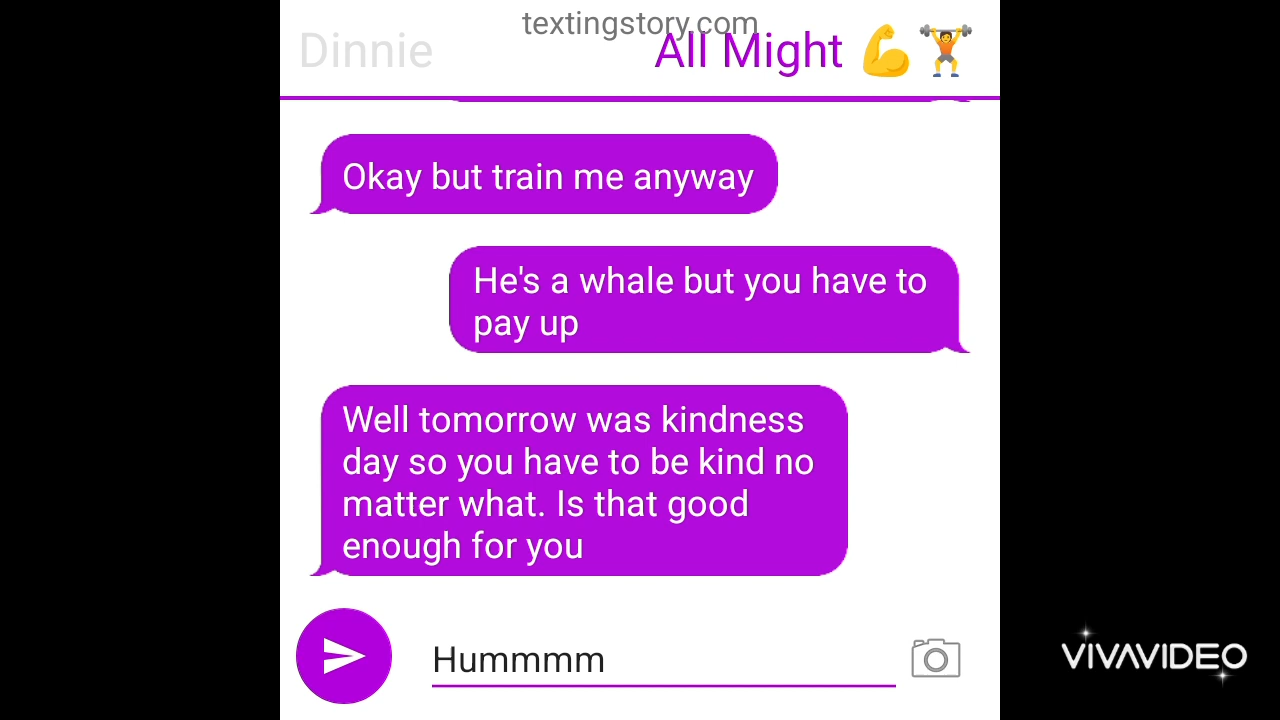 textingstory.com
Dinnie
All Might 💪🏋
Okay but train me anyway
He's a whale but you have to
pay up
Well tomorrow was kindness
day so you have to be kind no
matter what. Is that good
enough for you
Hummmm
VIVAVIDEO